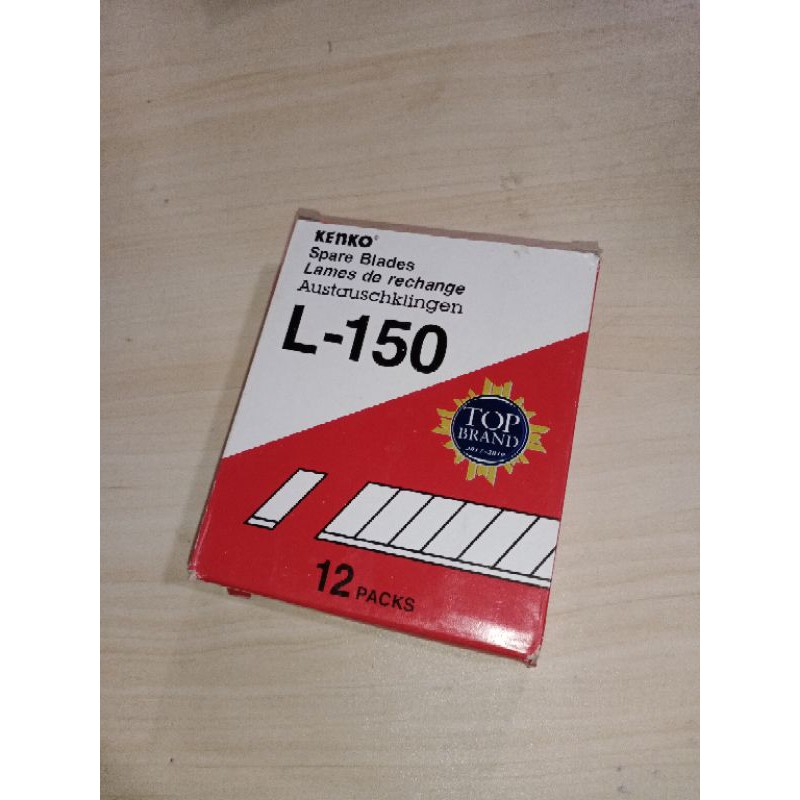 KENKO®
Spare Blades
Lames de rechange
Austauschklingen
L-150
TOP
BRAND
12 PACKS